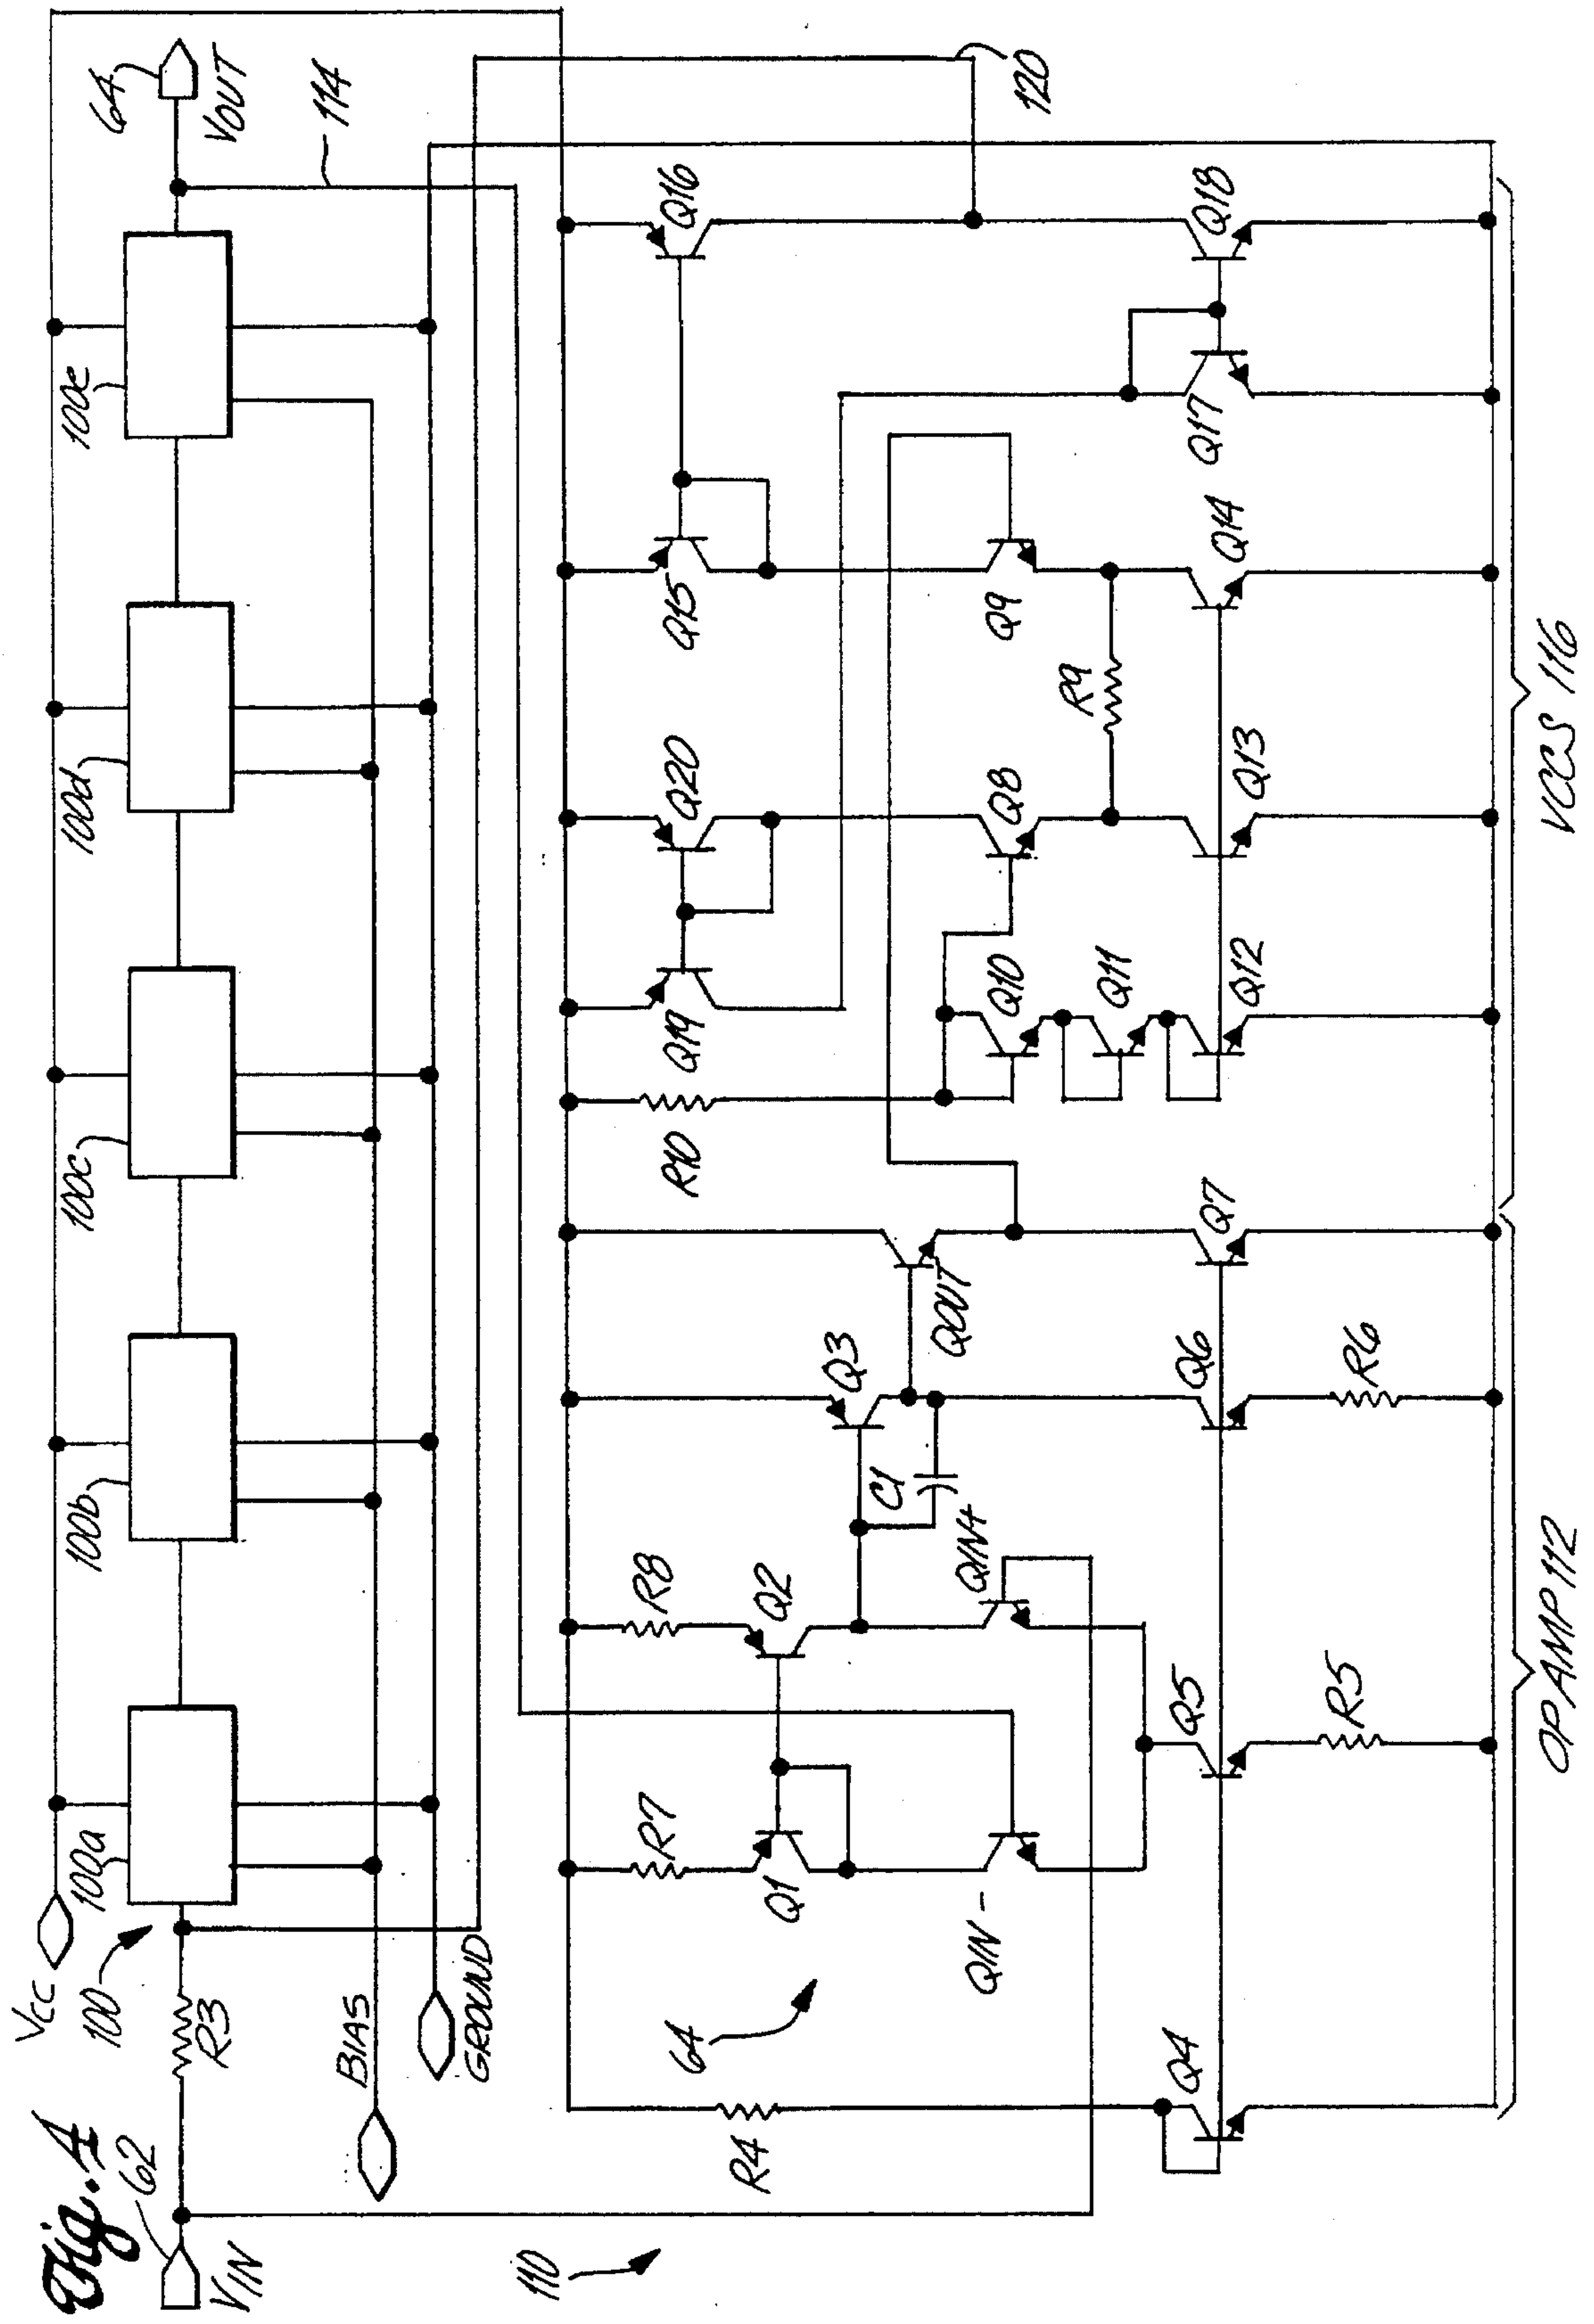 Fig. 4
VCC
100
100a
100b
100c
100d
100e
64
VOUT
62
VIN
R3
BIAS
GROUND
114
120
110
64
R4
R7
R8
Q1
Q2
Q3
C1
QIN-
QIN+
QOUT
Q4
Q5
R5
Q6
R6
Q7
R10
Q19
Q20
Q15
Q16
Q10
Q8
Q11
R9
Q9
Q12
Q13
Q14
Q17
Q18
OP AMP 112
VCCS 116